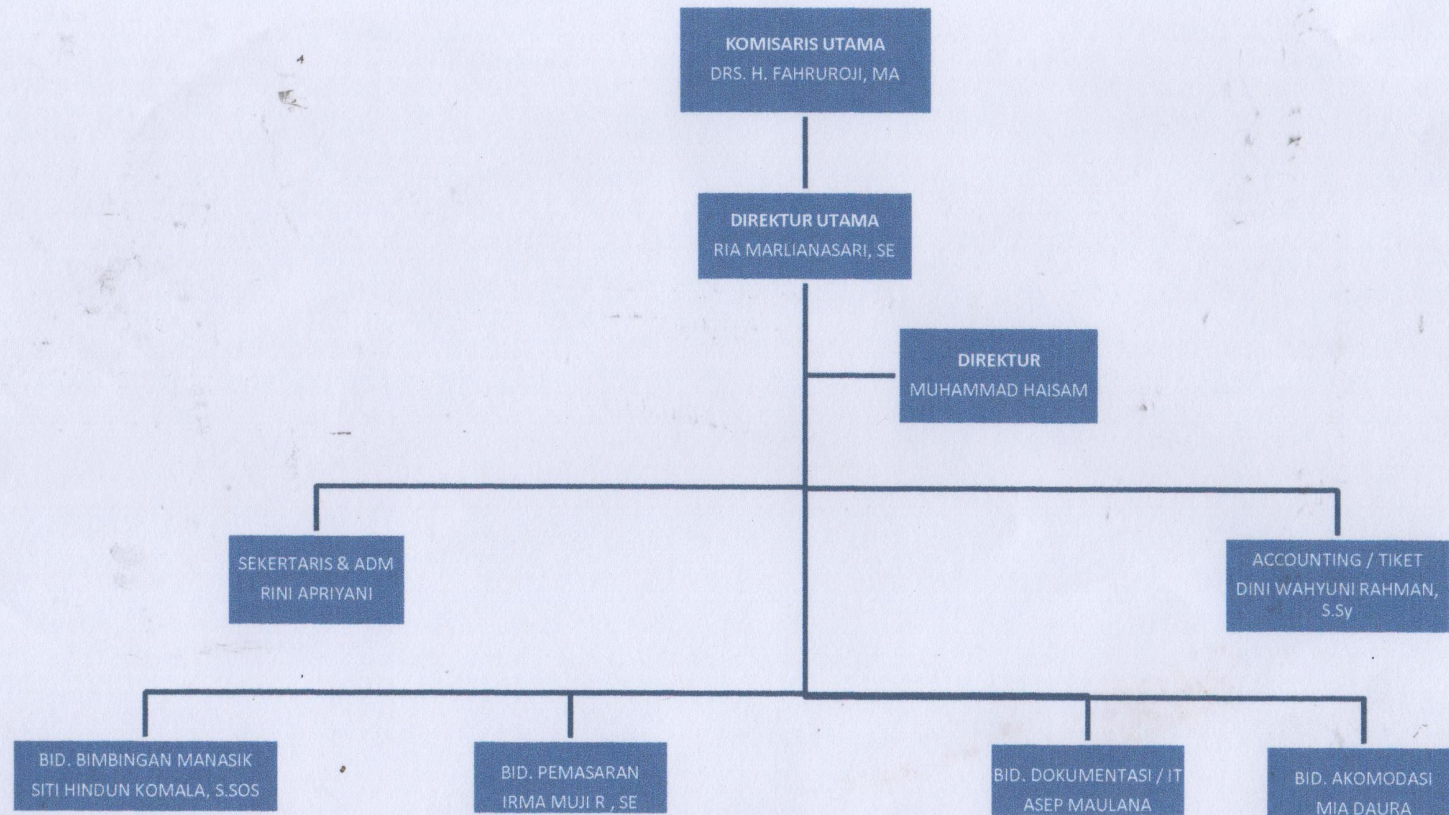 KOMISARIS UTAMA
DRS. H. FAHRUROJI, MA
DIREKTUR UTAMA
RIA MARLIANASARI, SE
DIREKTUR
MUHAMMAD HAISAM
SEKERTARIS & ADM
RINI APRIYANI
ACCOUNTING / TIKET
DINI WAHYUNI RAHMAN,
S.Sy
BID. BIMBINGAN MANASIK
SITI HINDUN KOMALA, S.SOS
BID. PEMASARAN
IRMA MUJI R , SE
BID. DOKUMENTASI / IT
ASEP MAULANA
BID. AKOMODASI
MIA DAURA